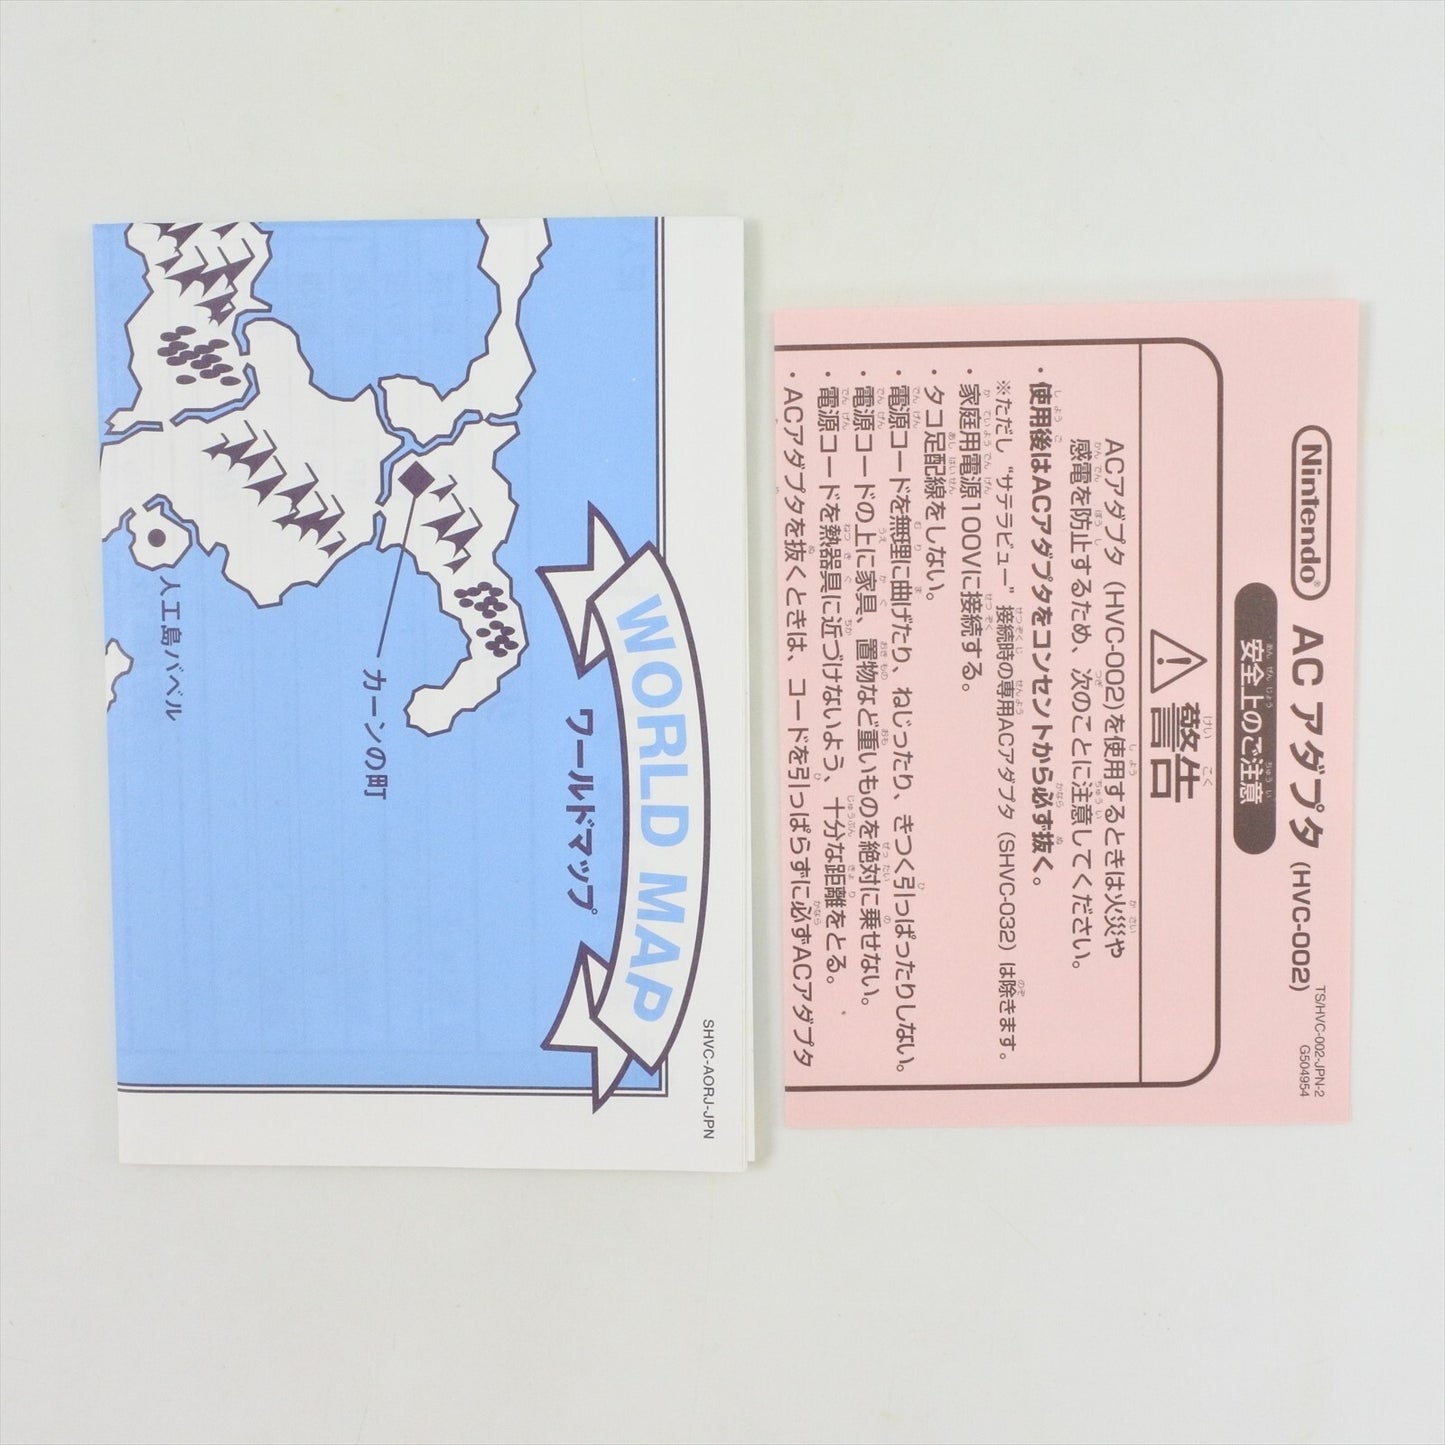 WORLD MAP
ワールドマップ
カーンの町
人工島バベル
SHVC-AORJ-JPN
Nintendo® ACアダプタ (HVC-002)
TS/HVC-002-JPN-2
G504954
安全上のご注意
警告
ACアダプタ (HVC-002)を使用するときは火災や
感電を防止するため、次のことに注意してください。
・使用後はACアダプタをコンセントから必ず抜く。
※ただし“サテラビュー”接続時の専用ACアダプタ (SHVC-032) は除きます。
・家庭用電源100Vに接続する。
・タコ足配線をしない。
・電源コードを無理に曲げたり、ねじったり、きつく引っぱったりしない。
・電源コードの上に家具、置物など重いものを絶対に乗せない。
・電源コードを熱器具に近づけないよう、十分な距離をとる。
・ACアダプタを抜くときは、コードを引っぱらずに必ずACアダプタ